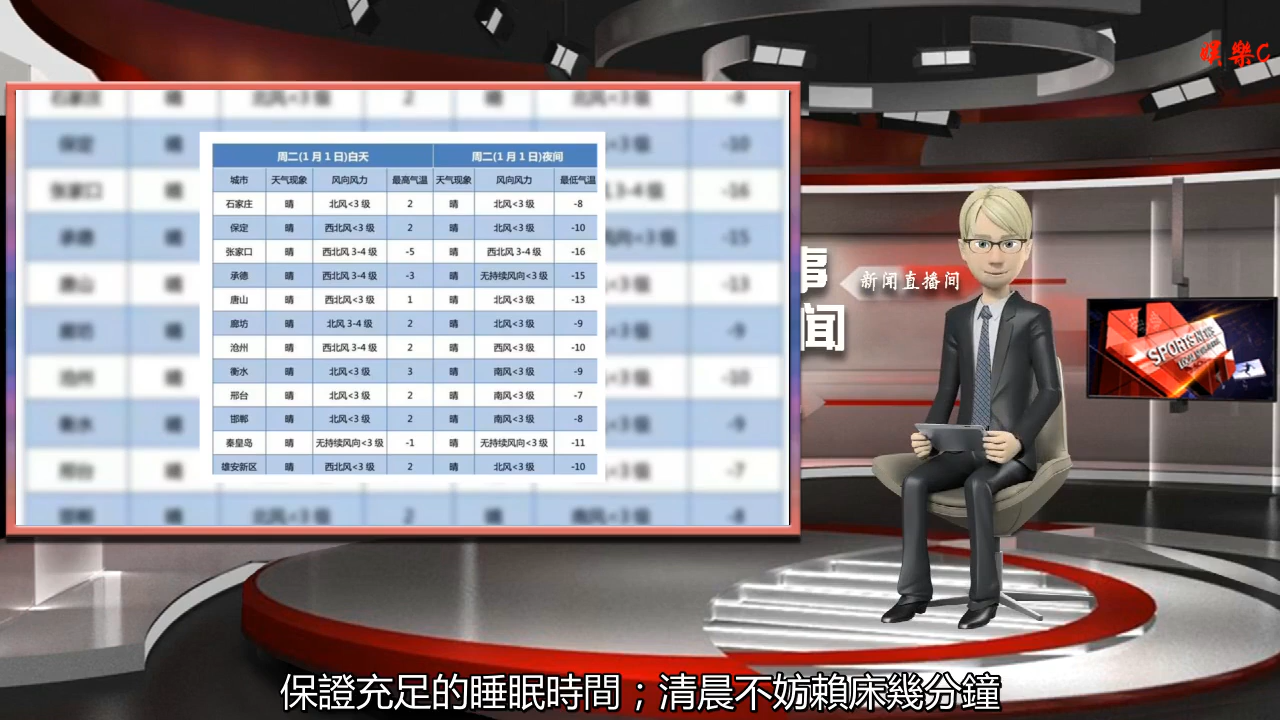 娱樂C
周二(1月1日)白天 周二(1月1日)夜间
城市 天气现象 风向风力 最高气温 天气现象 风向风力 最低气温
石家庄 晴 北风<3级 2 晴 北风<3级 -8
保定 晴 西北风<3级 2 晴 北风<3级 -10
张家口 晴 西北风 3-4级 -5 晴 西北风 3-4级 -16
承德 晴 西北风 3-4级 -3 晴 无持续风向<3级 -15
唐山 晴 西北风<3级 1 晴 北风<3级 -13
廊坊 晴 北风 3-4级 2 晴 北风<3级 -9
沧州 晴 西北风 3-4级 2 晴 西风<3级 -10
衡水 晴 北风<3级 3 晴 南风<3级 -9
邢台 晴 北风<3级 2 晴 南风<3级 -7
邯郸 晴 北风<3级 2 晴 南风<3级 -8
秦皇岛 晴 无持续风向<3级 -1 晴 无持续风向<3级 -11
雄安新区 晴 西北风<3级 2 晴 北风<3级 -10
事
闻
新闻直播间
SPORTS
保證充足的睡眠時間；清晨不妨賴床幾分鐘